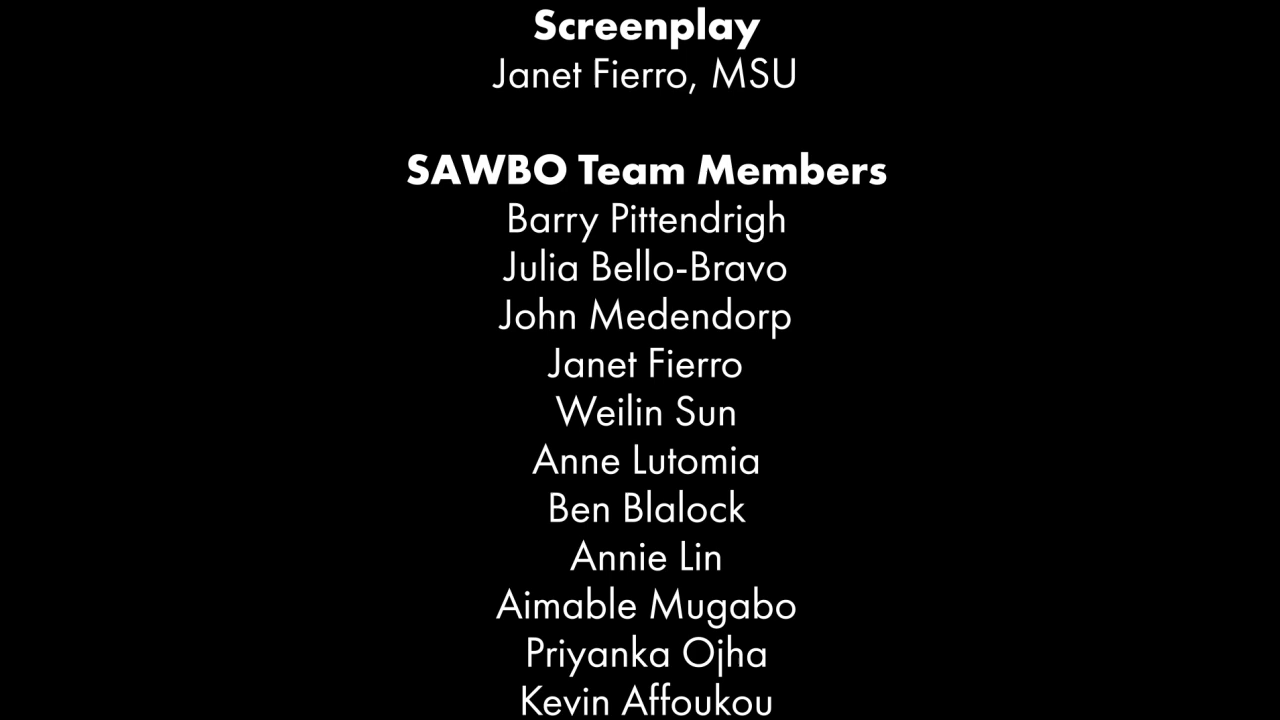 Screenplay
Janet Fierro, MSU
SAWBO Team Members
Barry Pittendrigh
Julia Bello-Bravo
John Medendorp
Janet Fierro
Weilin Sun
Anne Lutomia
Ben Blalock
Annie Lin
Aimable Mugabo
Priyanka Ojha
Kevin Affoukou